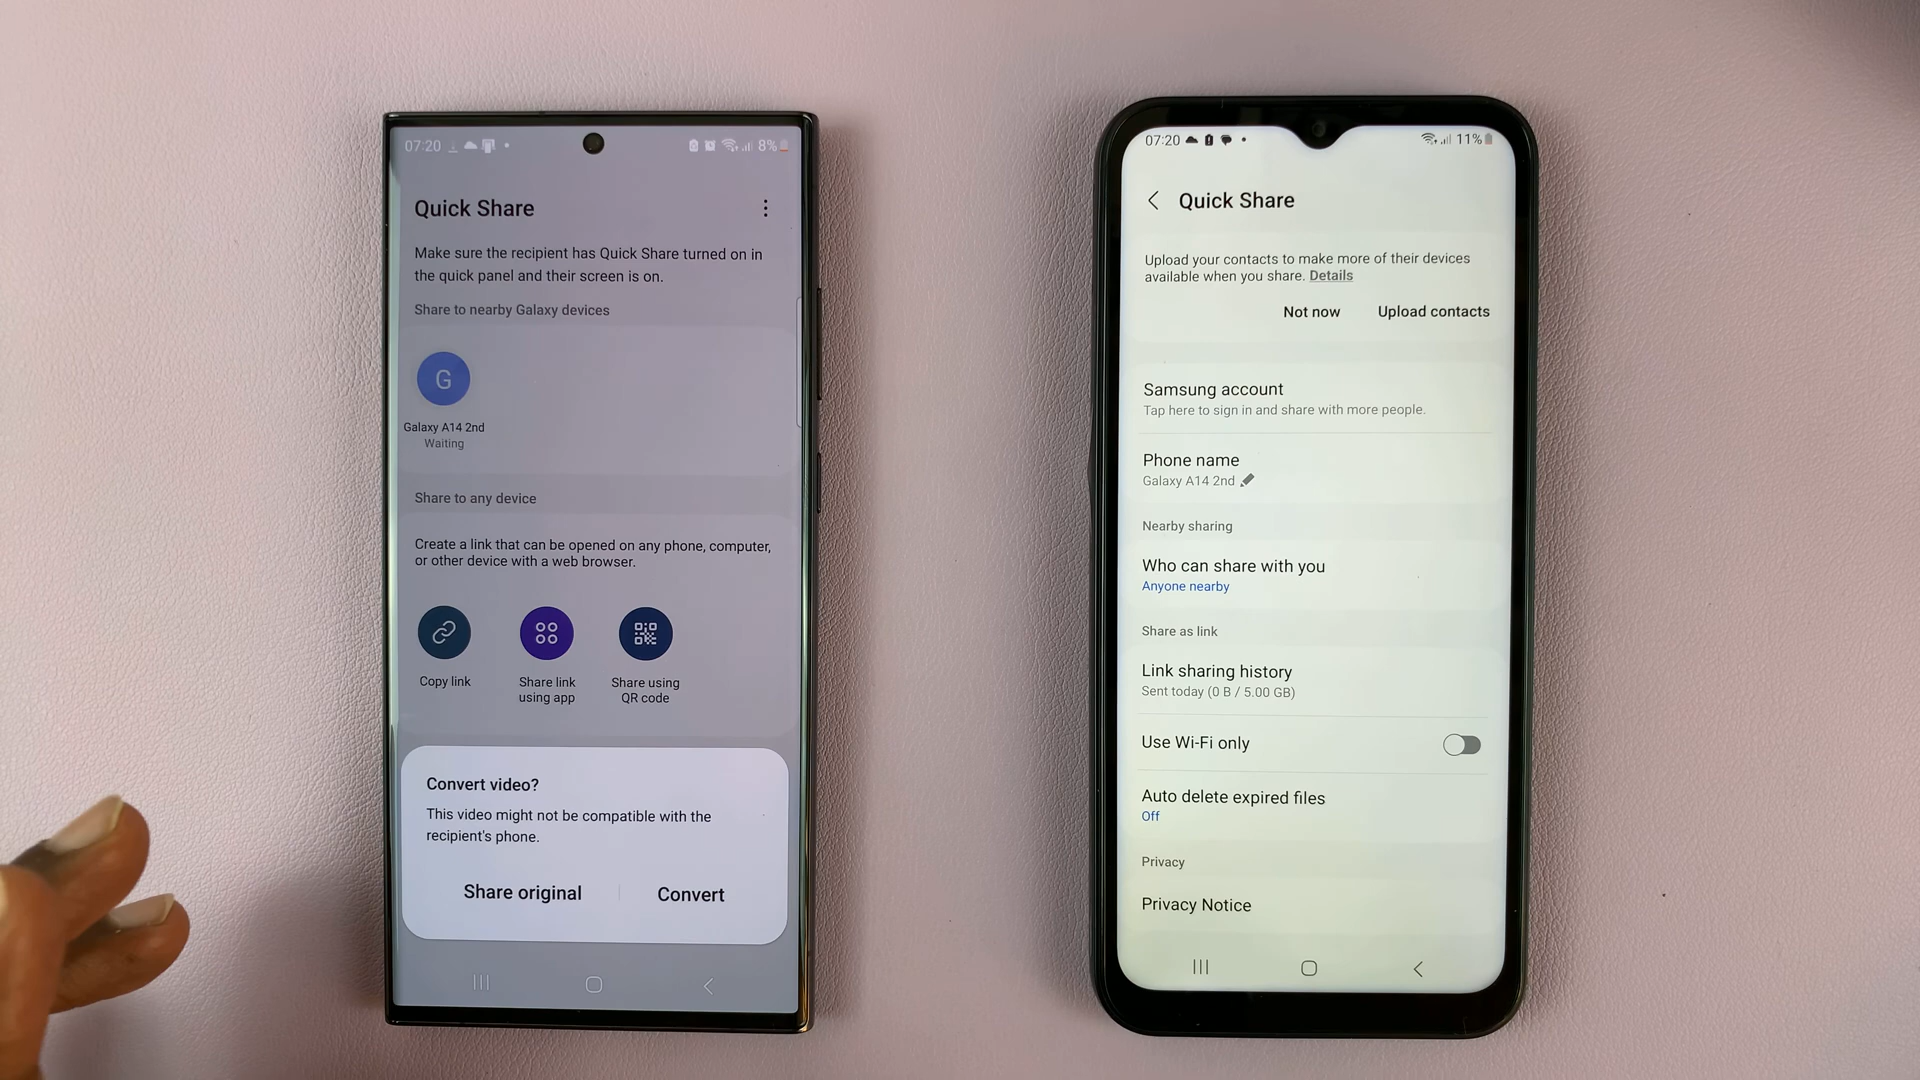 07:20
8%
Quick Share
Make sure the recipient has Quick Share turned on in
the quick panel and their screen is on.
Share to nearby Galaxy devices
G
Galaxy A14 2nd
Waiting
Share to any device
Create a link that can be opened on any phone, computer,
or other device with a web browser.
Copy link
Share link
using app
Share using
QR code
Convert video?
This video might not be compatible with the
recipient's phone.
Share original
Convert
07:20
11%
Quick Share
Upload your contacts to make more of their devices
available when you share. Details
Not now
Upload contacts
Samsung account
Tap here to sign in and share with more people.
Phone name
Galaxy A14 2nd
Nearby sharing
Who can share with you
Anyone nearby
Share as link
Link sharing history
Sent today (0 B / 5.00 GB)
Use Wi-Fi only
Auto delete expired files
Off
Privacy
Privacy Notice